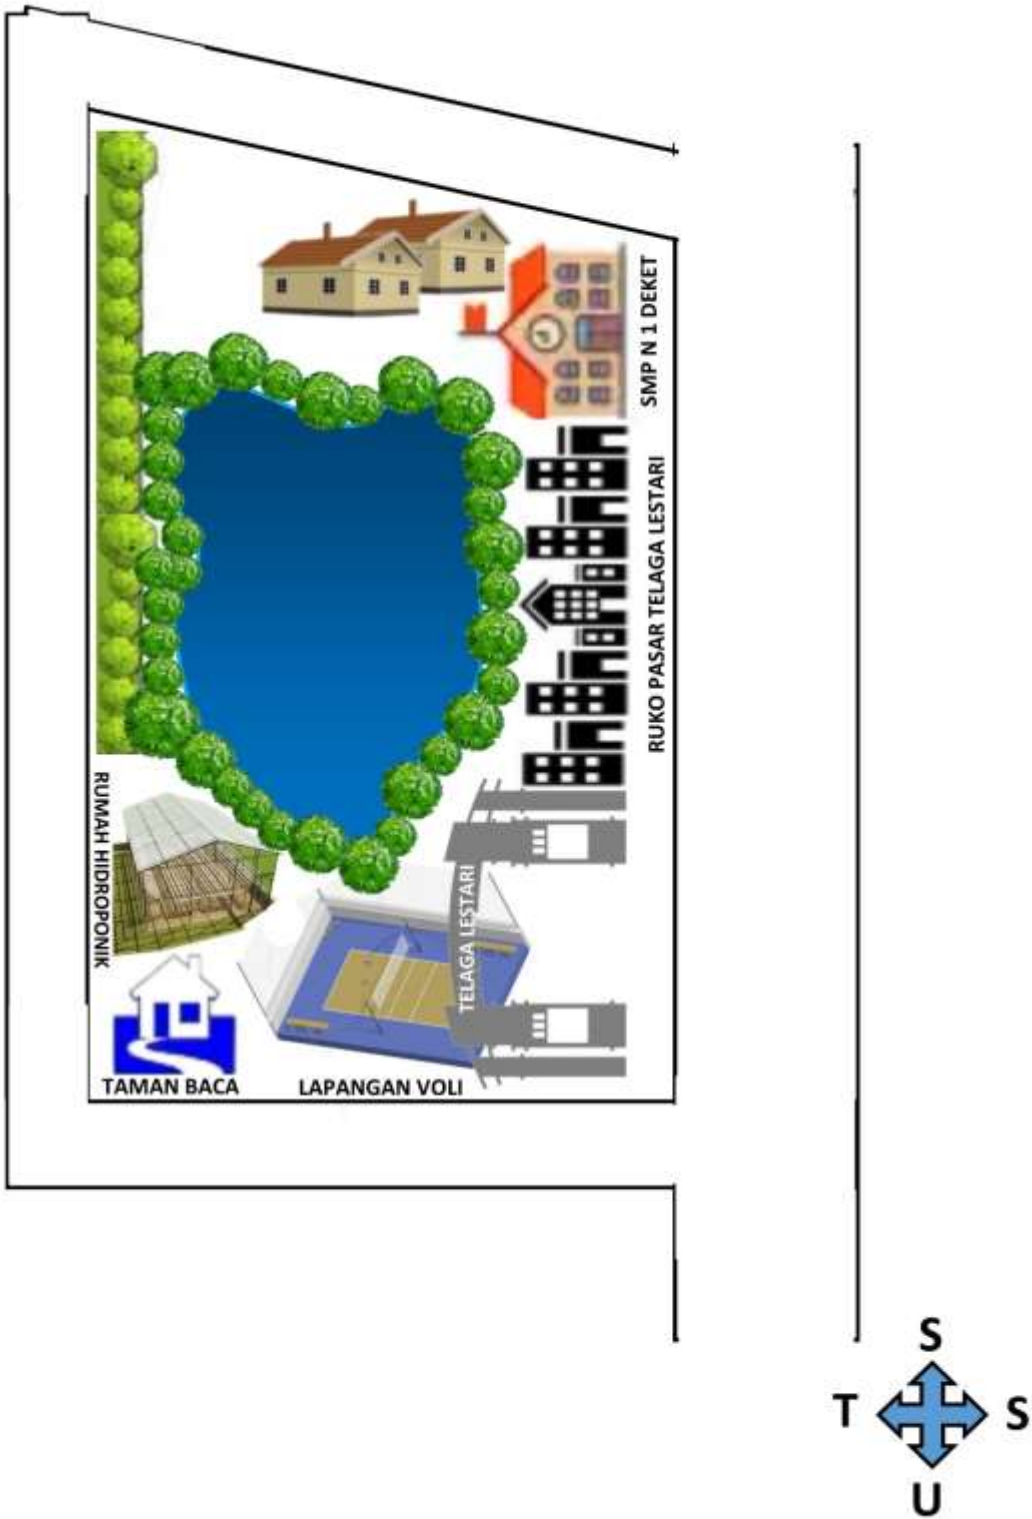 SMP N 1 DEKET
RUKO PASAR TELAGA LESTARI
RUMAH HIDROPONIK
TELAGA LESTARI
TAMAN BACA
LAPANGAN VOLI
S
T
S
U